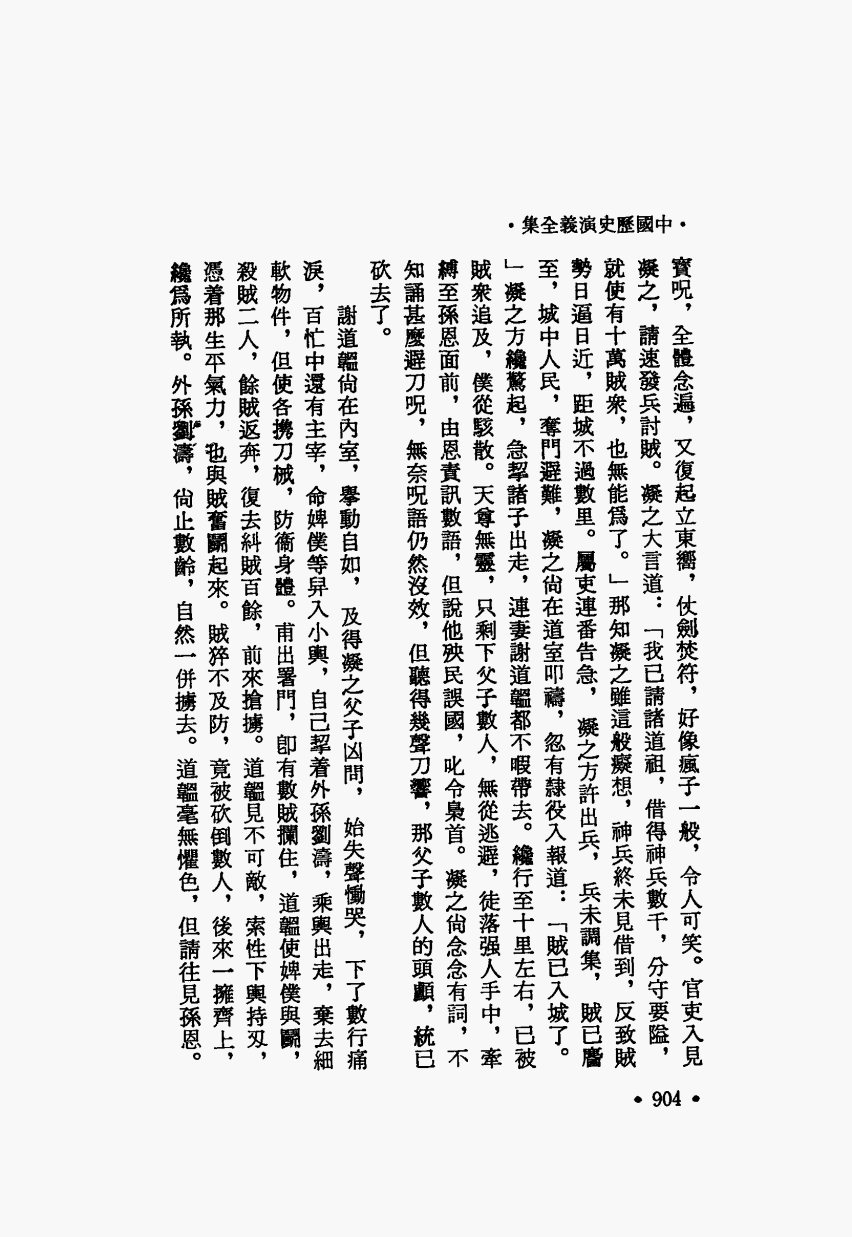 ·中國歷史演義全集·
寳呪，全體念遍，又復起立東嚮，仗劍焚符，好像瘋子一般，令人可笑。官吏入見
凝之，請速發兵討賊。凝之大言道：「我已請諸道祖，借得神兵數千，分守要隘，
就使有十萬賊衆，也無能爲了。」那知凝之雖這般癡想，神兵終未見借到，反致賊
勢日逼日近，距城不過數里。屬吏連番告急，凝之方許出兵，兵未調集，賊已麕
至，城中人民，奪門避難，凝之尙在道室叩禱，忽有隸役入報道：「賊已入城了。
」凝之方纔驚起，急挈諸子出走，連妻謝道韞都不暇帶去。纔行至十里左右，已被
賊衆追及，僕從駭散。天尊無靈，只剩下父子數人，無從逃避，徒落强人手中，牽
縛至孫恩面前，由恩責訊數語，但說他殃民誤國，叱令梟首。凝之尙念念有詞，不
知誦甚麼避刀呪，無奈呪語仍然沒效，但聽得幾聲刀響，那父子數人的頭顱，統已
砍去了。
謝道韞尙在內室，舉動自如，及得凝之父子凶問，始失聲慟哭，下了數行痛
淚，百忙中還有主宰，命婢僕等舁入小輿，自己挈着外孫劉濤，乘輿出走，棄去細
軟物件，但使各携刀械，防衞身體。甫出署門，卽有數賊攔住，道韞使婢僕與鬭，
殺賊二人，餘賊返奔，復去糾賊百餘，前來搶擄。道韞見不可敵，索性下輿持刄，
憑着那生平氣力，也與賊奮鬭起來。賊猝不及防，竟被砍倒數人，後來一擁齊上，
纔爲所執。外孫劉濤，尙止數齡，自然一併擄去。道韞毫無懼色，但請往見孫恩。
• 904 •